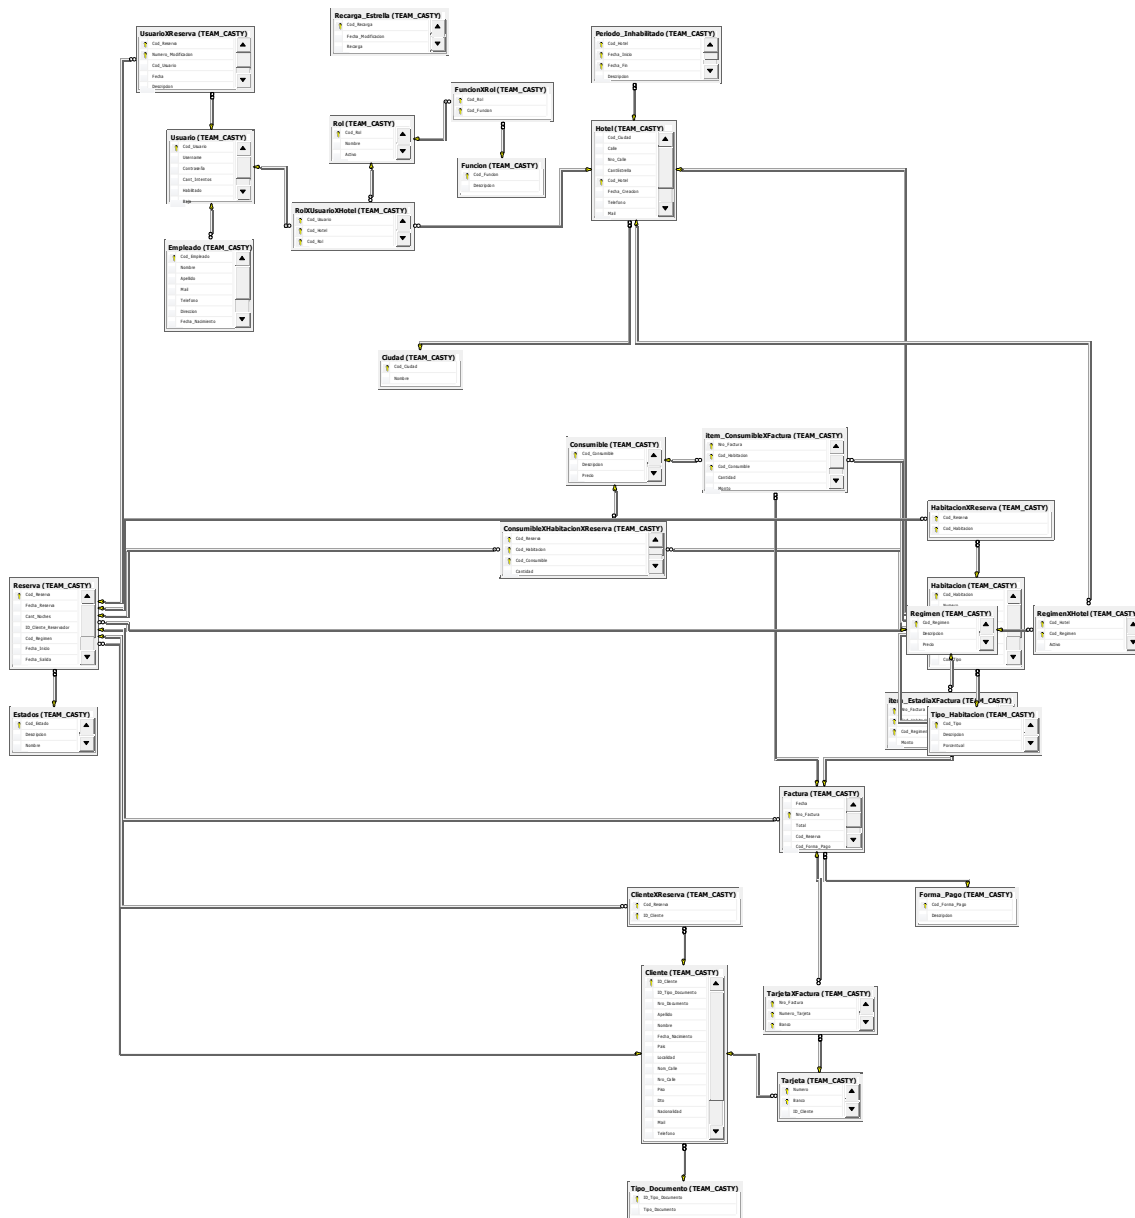 Recarga_Estrella (TEAM_CASTY)
Cod_Recarga
Fecha_Modificacion
Recarga
UsuarioXReserva (TEAM_CASTY)
Cod_Reserva
Numero_Modificacion
Cod_Usuario
Fecha
Descripcion
Periodo_Inhabilitado (TEAM_CASTY)
Cod_Hotel
Fecha_Inicio
Fecha_Fin
Descripcion
FuncionXRol (TEAM_CASTY)
Cod_Rol
Cod_Funcion
Rol (TEAM_CASTY)
Cod_Rol
Nombre
Activo
Hotel (TEAM_CASTY)
Cod_Ciudad
Calle
Nro_Calle
CantEstrella
Cod_Hotel
Fecha_Creacion
Telefono
Mail
Usuario (TEAM_CASTY)
Cod_Usuario
Username
Contraseña
Cant_Intentos
Habilitado
Funcion (TEAM_CASTY)
Cod_Funcion
Descripcion
RolXUsuarioXHotel (TEAM_CASTY)
Cod_Usuario
Cod_Hotel
Cod_Rol
Empleado (TEAM_CASTY)
Cod_Empleado
Nombre
Apellido
Mail
Telefono
Direccion
Fecha_Nacimiento
Ciudad (TEAM_CASTY)
Cod_Ciudad
Nombre
item_ConsumibleXFactura (TEAM_CASTY)
Nro_Factura
Cod_Habitacion
Cod_Consumible
Cantidad
Monto
Consumible (TEAM_CASTY)
Cod_Consumible
Descripcion
Precio
HabitacionXReserva (TEAM_CASTY)
Cod_Reserva
Cod_Habitacion
ConsumibleXHabitacionXReserva (TEAM_CASTY)
Cod_Reserva
Cod_Habitacion
Cod_Consumible
Cantidad
Reserva (TEAM_CASTY)
Cod_Reserva
Fecha_Reserva
Cant_Noches
ID_Cliente_Reservador
Cod_Regimen
Fecha_Inicio
Fecha_Salida
Habitacion (TEAM_CASTY)
Cod_Habitacion
Regimen (TEAM_CASTY)
Cod_Regimen
Descripcion
Precio
RegimenXHotel (TEAM_CASTY)
Cod_Hotel
Cod_Regimen
Activo
item_EstadiaXFactura (TEAM_CASTY)
Nro_Factura
Cod_Regimen
Monto
Estados (TEAM_CASTY)
Cod_Estado
Descripcion
Nombre
Tipo_Habitacion (TEAM_CASTY)
Cod_Tipo
Descripcion
Porcentual
Factura (TEAM_CASTY)
Fecha
Nro_Factura
Total
Cod_Reserva
Cod_Forma_Pago
ClienteXReserva (TEAM_CASTY)
Cod_Reserva
ID_Cliente
Forma_Pago (TEAM_CASTY)
Cod_Forma_Pago
Descripcion
Cliente (TEAM_CASTY)
ID_Cliente
ID_Tipo_Documento
Nro_Documento
Apellido
Nombre
Fecha_Nacimiento
Pais
Localidad
Nom_Calle
Nro_Calle
Piso
Dto
Nacionalidad
Mail
Telefono
TarjetaXFactura (TEAM_CASTY)
Nro_Factura
Numero_Tarjeta
Banco
Tarjeta (TEAM_CASTY)
Numero
Banco
ID_Cliente
Tipo_Documento (TEAM_CASTY)
ID_Tipo_Documento
Tipo_Documento